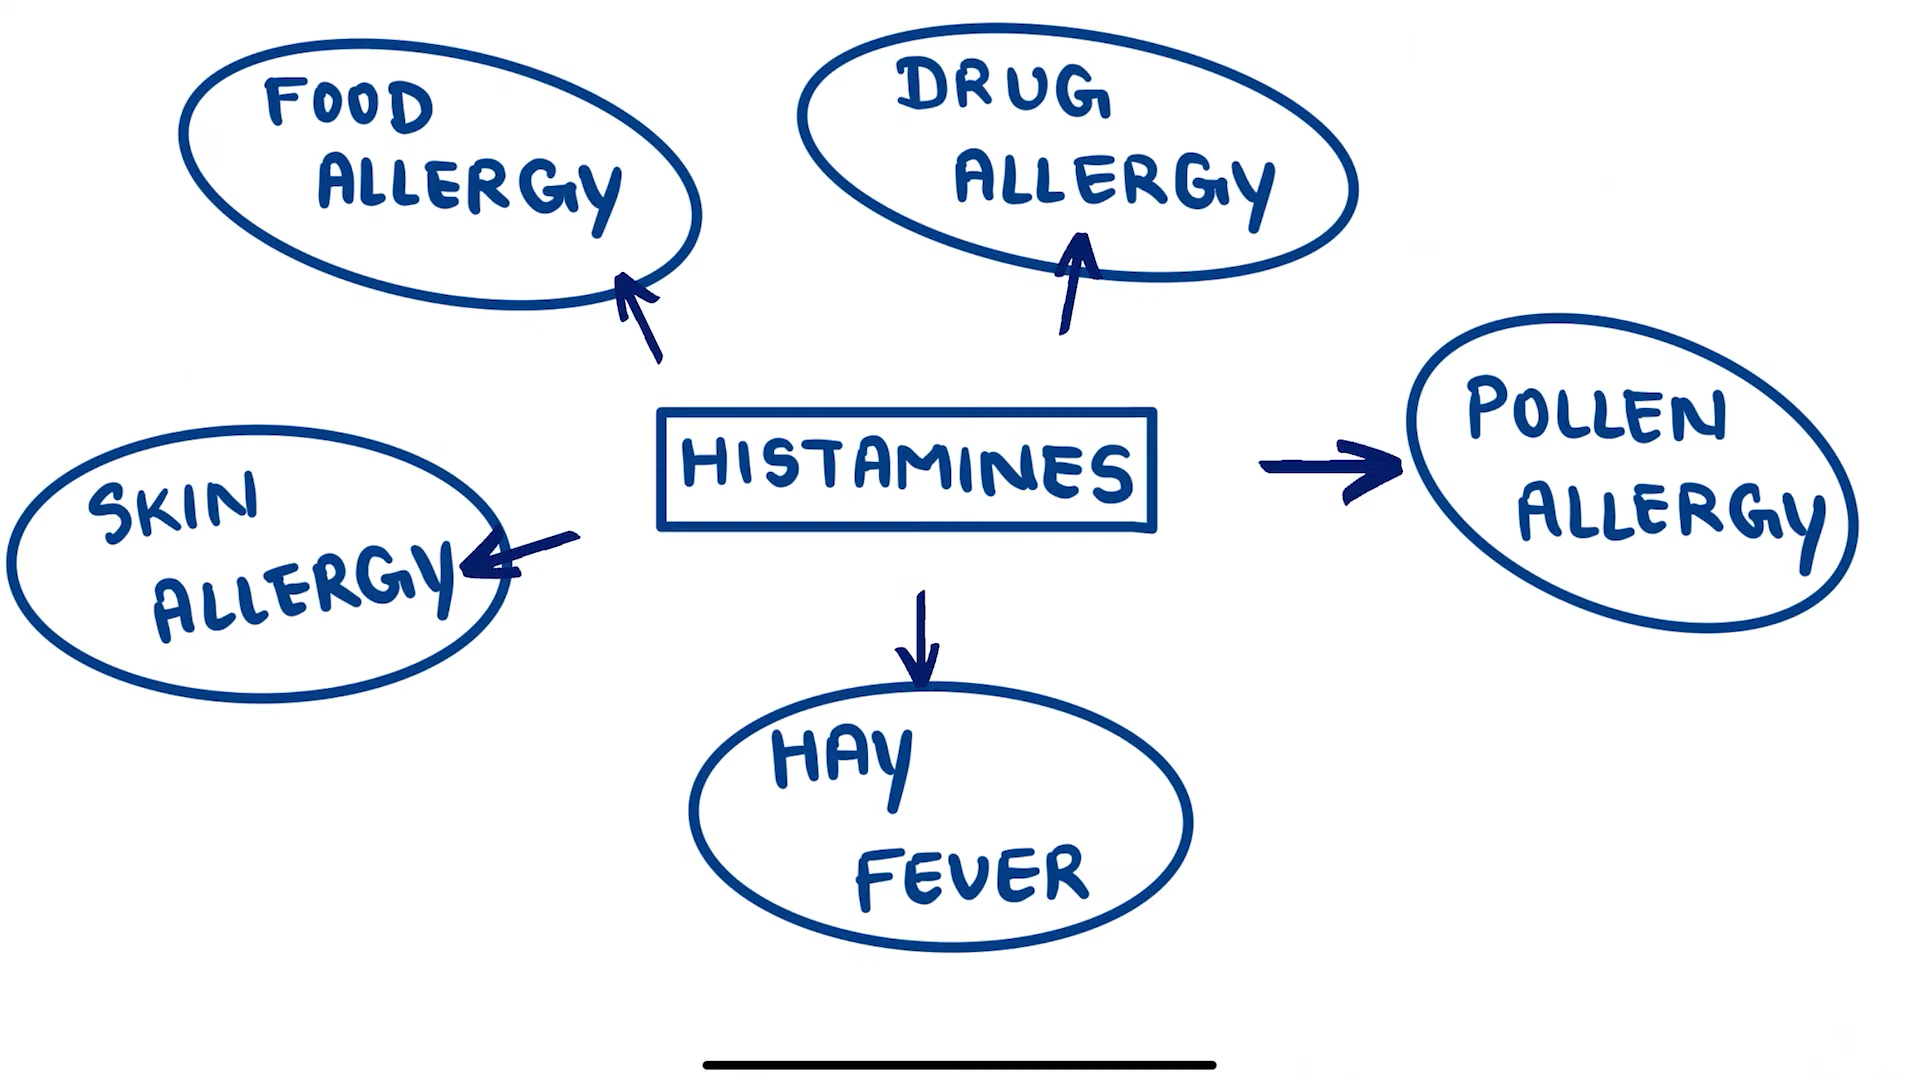 FOOD
ALLERGY
DRUG
ALLERGY
POLLEN
ALLERGY
HISTAMINES
SKIN
ALLERGY
HAY
FEVER